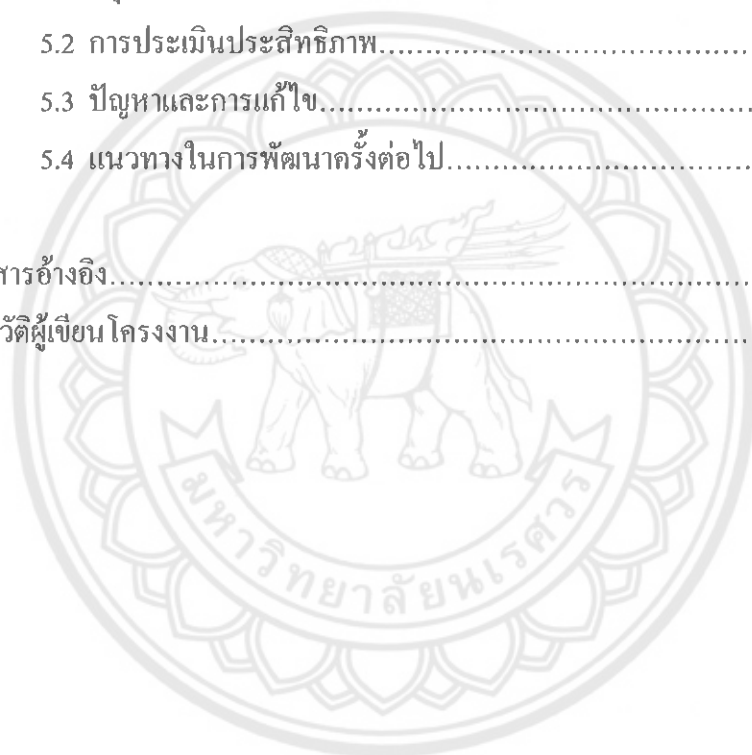 5.2 การประเมินประสิทธิภาพ
5.3 ปัญหาและการแก้ไข
5.4 แนวทางในการพัฒนาครั้งต่อไป
สารอ้างอิง
วัติผู้เขียนโครงงาน
มหาวิทยาลัยนเรศวร